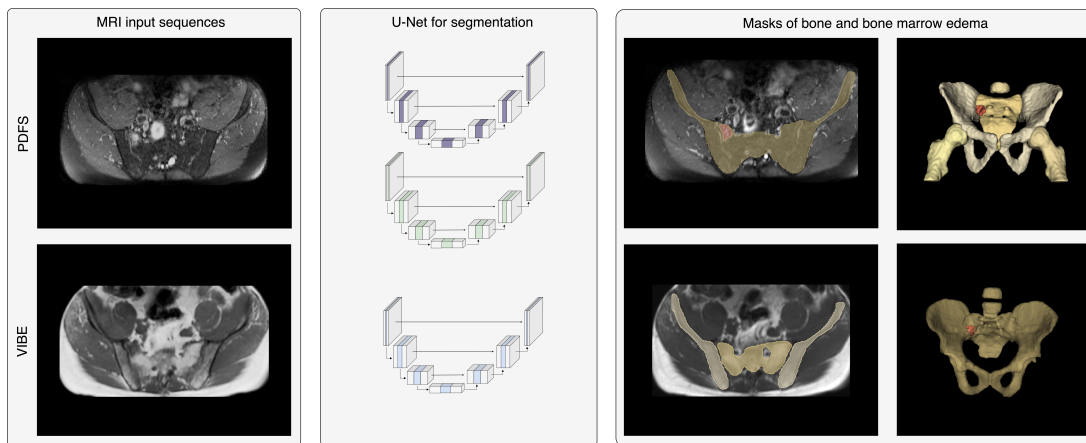 MRI input sequences
U-Net for segmentation
Masks of bone and bone marrow edema
PDFS
VIBE